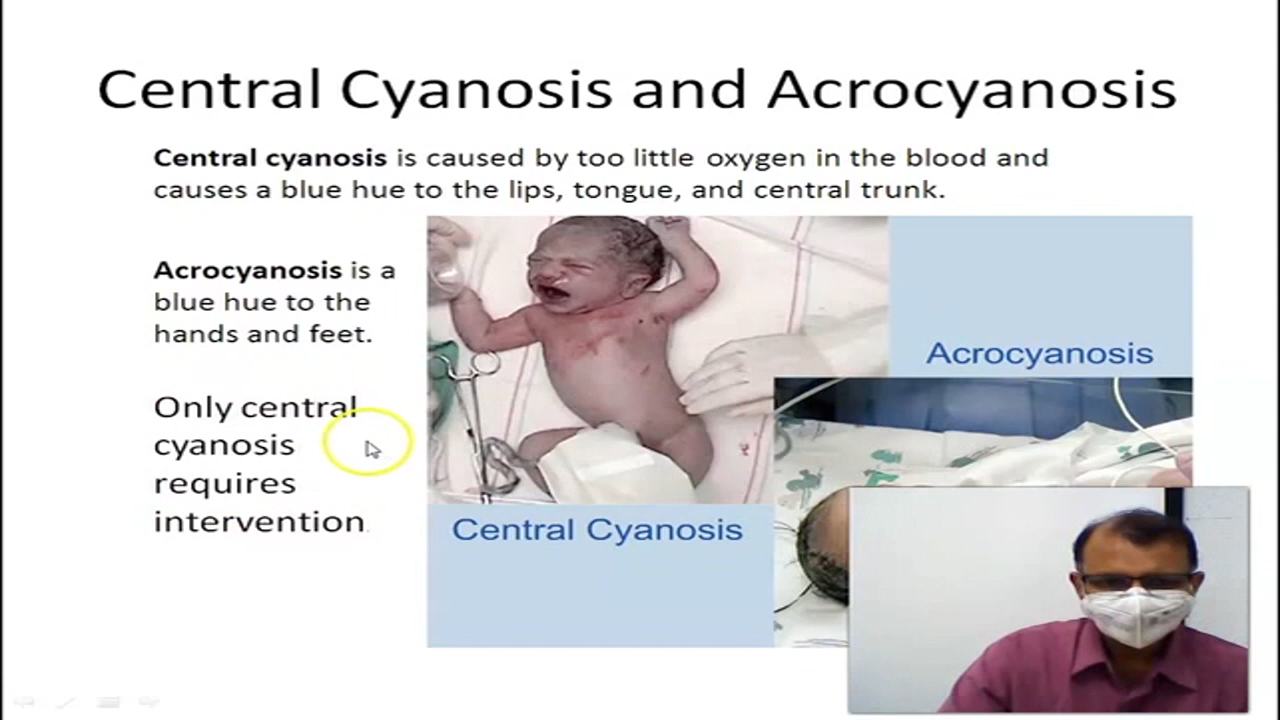 Central Cyanosis and Acrocyanosis
Central cyanosis is caused by too little oxygen in the blood and
causes a blue hue to the lips, tongue, and central trunk.
Acrocyanosis is a
blue hue to the
hands and feet.
Only central
cyanosis
requires
intervention.
Acrocyanosis
Central Cyanosis